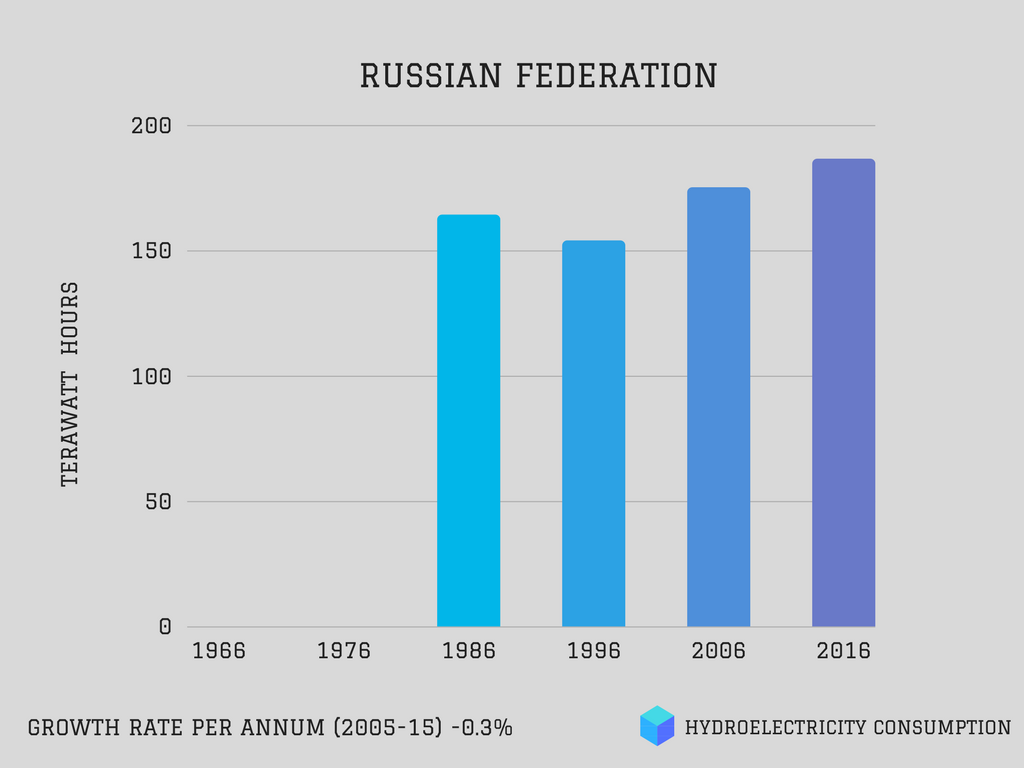 RUSSIAN FEDERATION
200
150
100
50
0
TERAWATT HOURS
1966 1976 1986 1996 2006 2016
GROWTH RATE PER ANNUM (2005-15) -0.3%
HYDROELECTRICITY CONSUMPTION